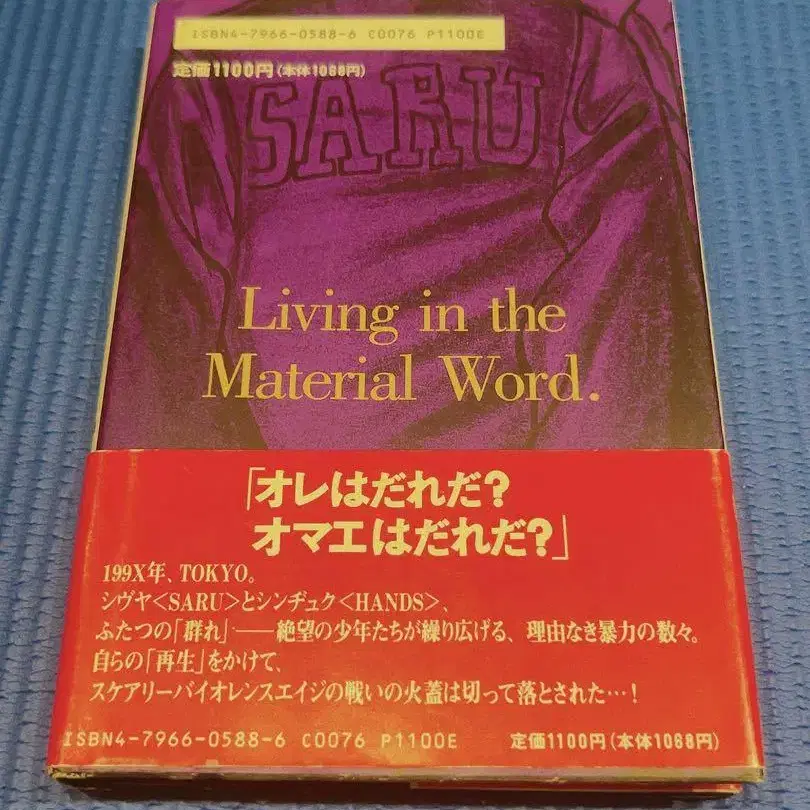 ISBN4-7966-0588-6 C0076 P1100E
定価1100円(本体1068円)
SARU
Living in the
Material Word.
「オレはだれだ?
オマエはだれだ?」
199X年、TOKYO。
シヴヤ<SARU>とシンヂュク<HANDS>、
ふたつの「群れ」――絶望の少年たちが繰り広げる、理由なき暴力の数々。
自らの「再生」をかけて、
スケアリーバイオレンスエイジの戦いの火蓋は切って落とされた…!
ISBN4-7966-0588-6 C0076 P1100E 定価1100円(本体1068円)